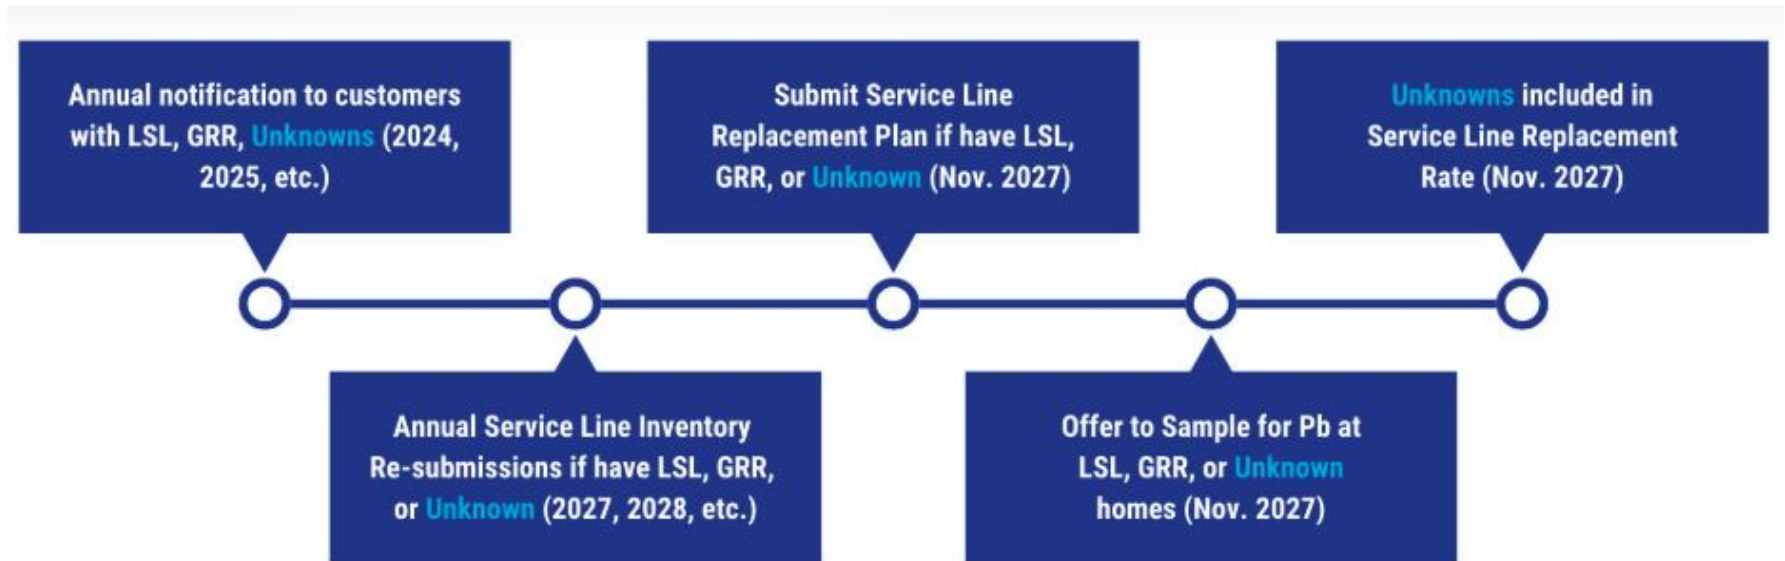 Annual notification to customers
with LSL, GRR, Unknowns (2024,
2025, etc.)
Annual Service Line Inventory
Re-submissions if have LSL, GRR,
or Unknown (2027, 2028, etc.)
Submit Service Line
Replacement Plan if have LSL,
GRR, or Unknown (Nov. 2027)
Offer to Sample for Pb at
LSL, GRR, or Unknown
homes (Nov. 2027)
Unknowns included in
Service Line Replacement
Rate (Nov. 2027)